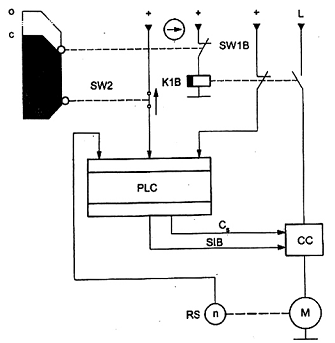 O
C
+
+
+
L
SW1B
SW2
K1B
PLC
Cs
SIB
CC
RS
n
M